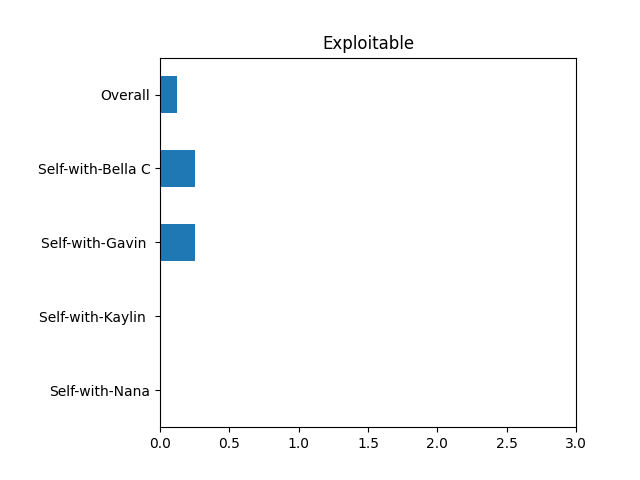 Exploitable
Overall
Self-with-Bella C
Self-with-Gavin
Self-with-Kaylin
Self-with-Nana
0.0 0.5 1.0 1.5 2.0 2.5 3.0